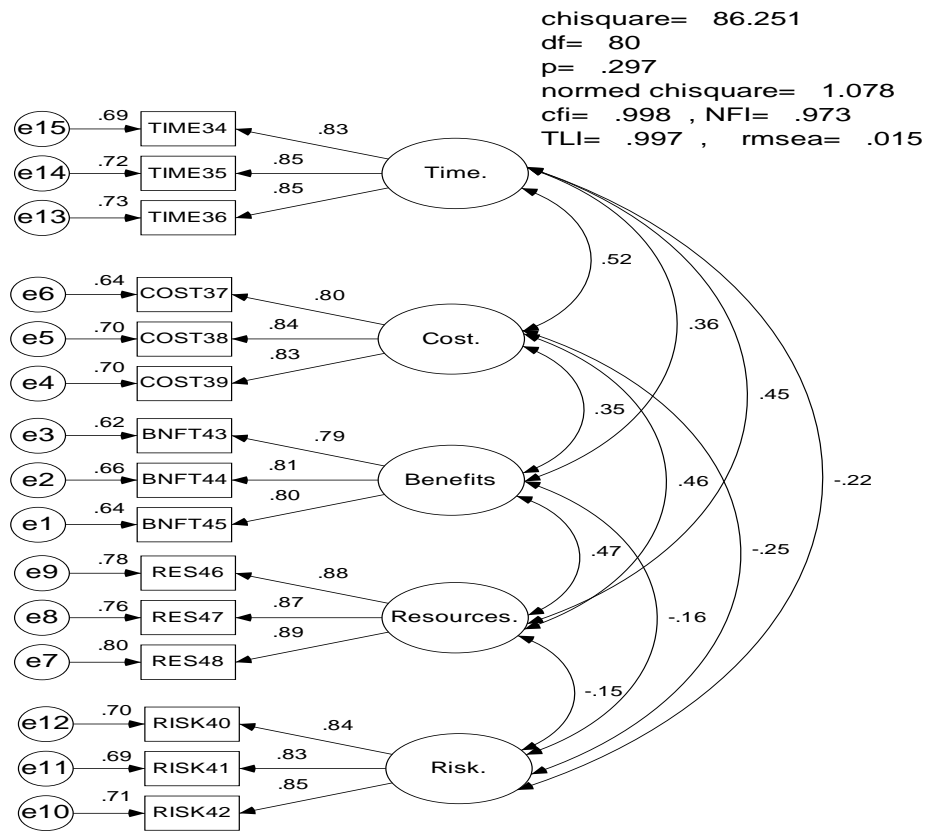 chisquare= 86.251
df= 80
p= .297
normed chisquare= 1.078
cfi= .998 , NFI= .973
TLI= .997 , rmsea= .015
e15 .69 TIME34 .83
e14 .72 TIME35 .85 Time.
e13 .73 TIME36 .85
.52
e6 .64 COST37 .80
.36
e5 .70 COST38 .84 Cost.
e4 .70 COST39 .83
.45
.35
e3 .62 BNFT43 .79
e2 .66 BNFT44 .81 Benefits .46 -.22
e1 .64 BNFT45 .80
.47 -.25
e9 .78 RES46 .88
e8 .76 RES47 .87 Resources. -.16
e7 .80 RES48 .89
-.15
e12 .70 RISK40 .84
e11 .69 RISK41 .83 Risk.
e10 .71 RISK42 .85